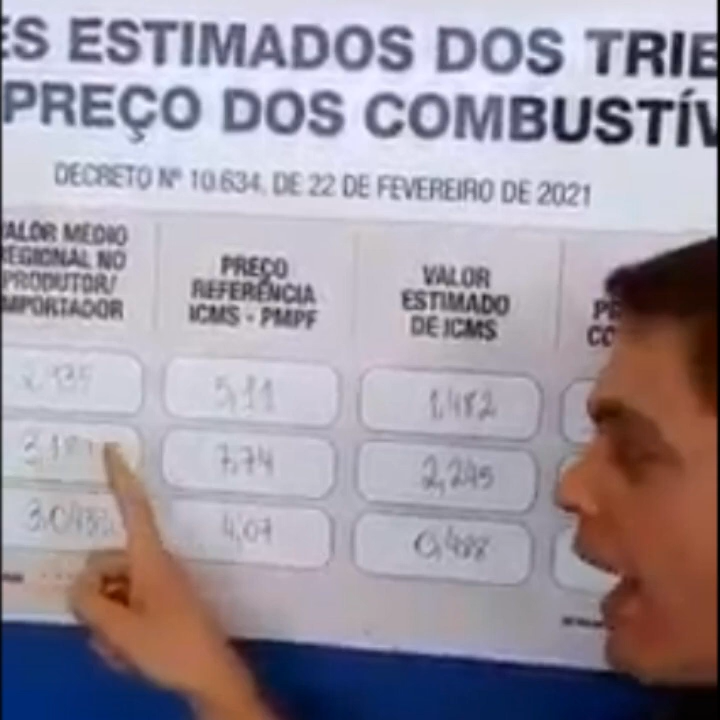 ES ESTIMADOS DOS TRIB
PREÇO DOS COMBUSTÍV
DECRETO Nº 10.634, DE 22 DE FEVEREIRO DE 2021
VALOR MÉDIO
REGIONAL NO
PRODUTOR/
IMPORTADOR
PREÇO
REFERÊNCIA
ICMS - PMPF
VALOR
ESTIMADO
DE ICMS
5,11
1,482
7,74
2,245
4,07
0,488